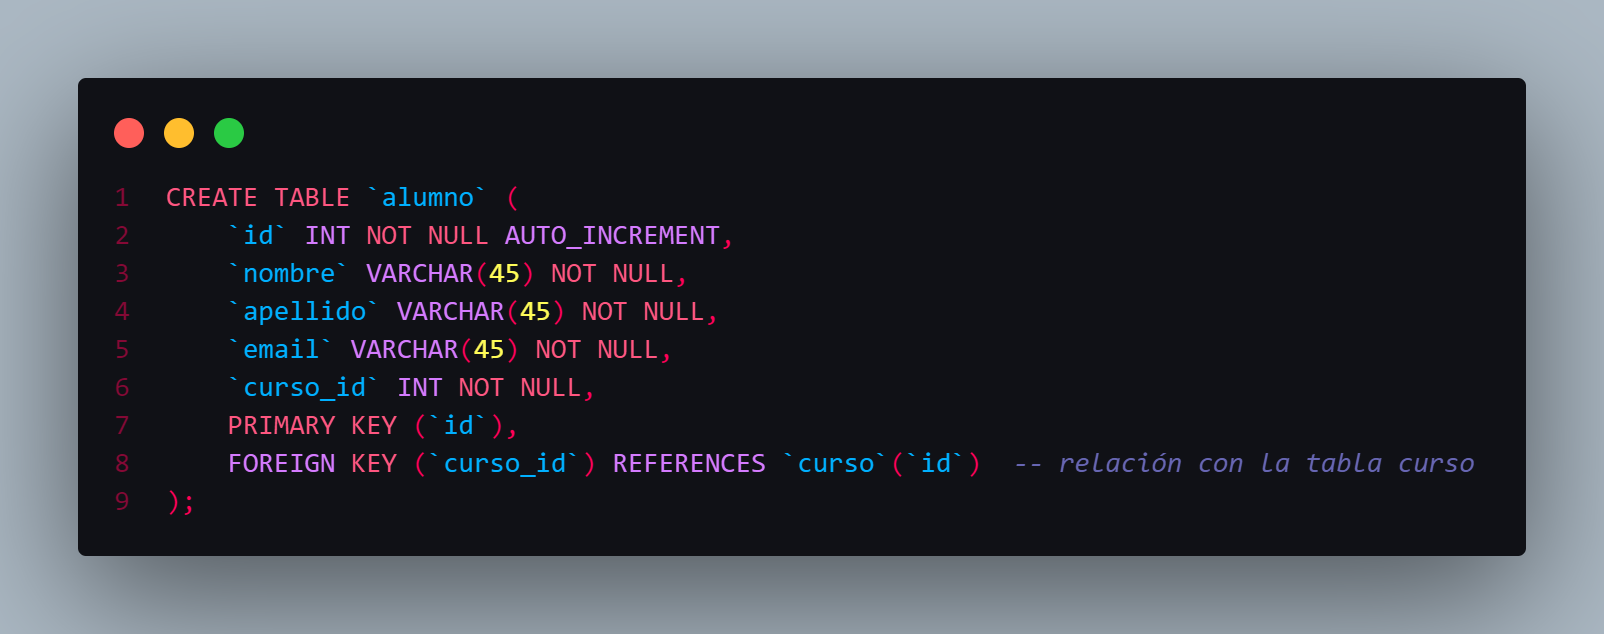 1 CREATE TABLE `alumno` (
2     `id` INT NOT NULL AUTO_INCREMENT,
3     `nombre` VARCHAR(45) NOT NULL,
4     `apellido` VARCHAR(45) NOT NULL,
5     `email` VARCHAR(45) NOT NULL,
6     `curso_id` INT NOT NULL,
7     PRIMARY KEY (`id`),
8     FOREIGN KEY (`curso_id`) REFERENCES `curso`(`id`)  -- relación con la tabla curso
9 );